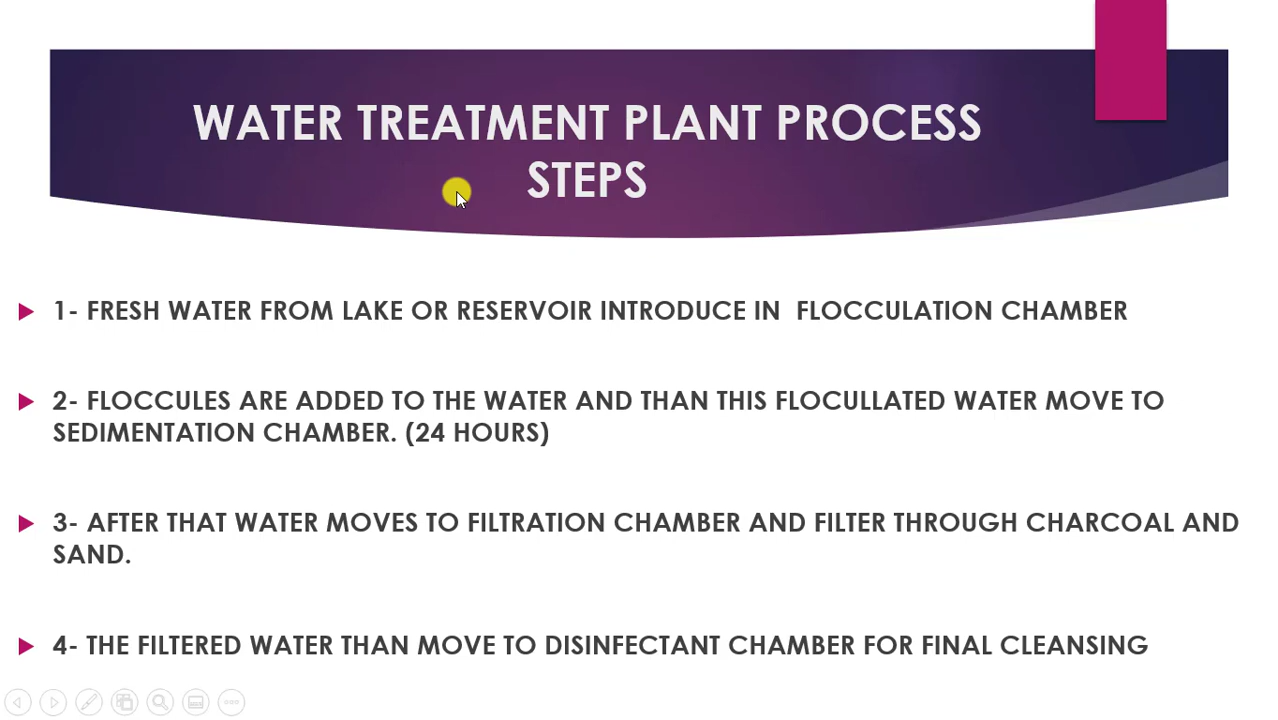 WATER TREATMENT PLANT PROCESS
STEPS
1- FRESH WATER FROM LAKE OR RESERVOIR INTRODUCE IN FLOCCULATION CHAMBER
2- FLOCCULES ARE ADDED TO THE WATER AND THAN THIS FLOCULLATED WATER MOVE TO
SEDIMENTATION CHAMBER. (24 HOURS)
3- AFTER THAT WATER MOVES TO FILTRATION CHAMBER AND FILTER THROUGH CHARCOAL AND
SAND.
4- THE FILTERED WATER THAN MOVE TO DISINFECTANT CHAMBER FOR FINAL CLEANSING